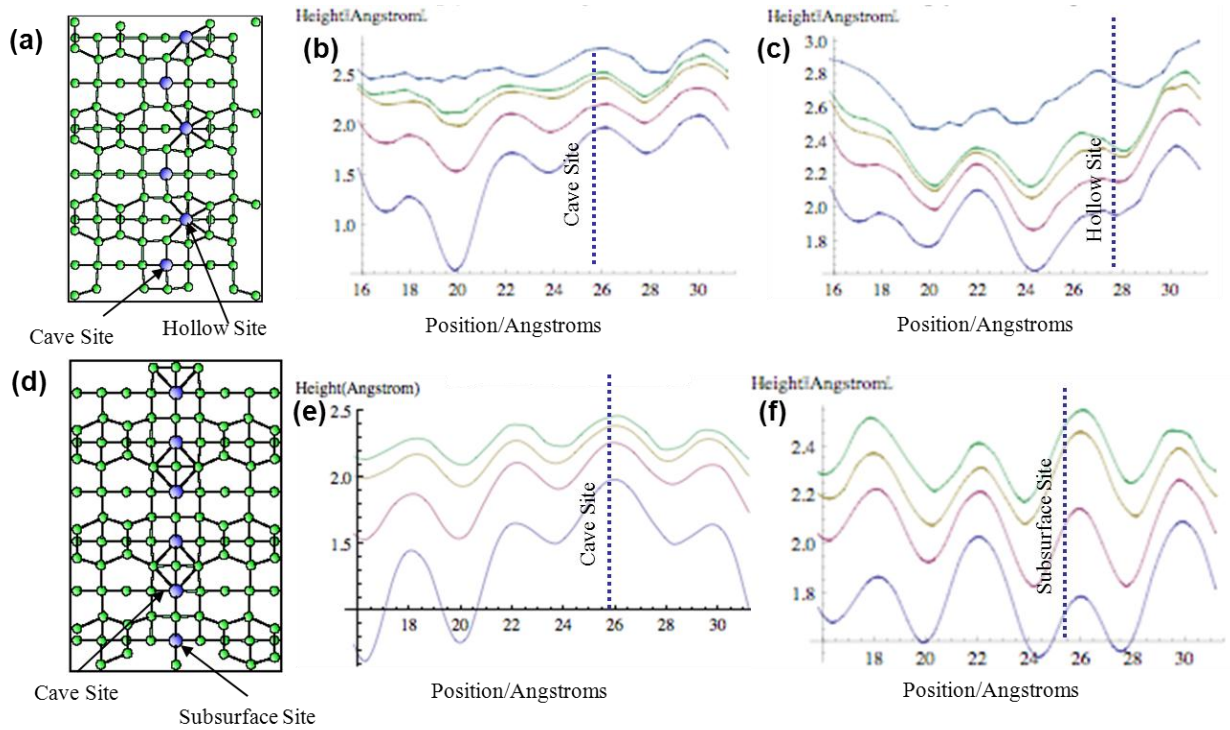 (a)
Cave Site
Hollow Site
(b)
Height Angstrom
2.5
2.0
1.5
1.0
16 18 20 22 24 26 28 30
Cave Site
Position/Angstroms
(c)
Height Angstrom
3.0
2.8
2.6
2.4
2.2
2.0
1.8
16 18 20 22 24 26 28 30
Hollow Site
Position/Angstroms
(d)
Cave Site
Subsurface Site
(e)
Height(Angstrom)
2.5
2.0
1.5
18 20 22 24 26 28 30
Cave Site
Position/Angstroms
(f)
Height Angstrom
2.4
2.2
2.0
1.8
18 20 22 24 26 28 30
Subsurface Site
Position/Angstroms